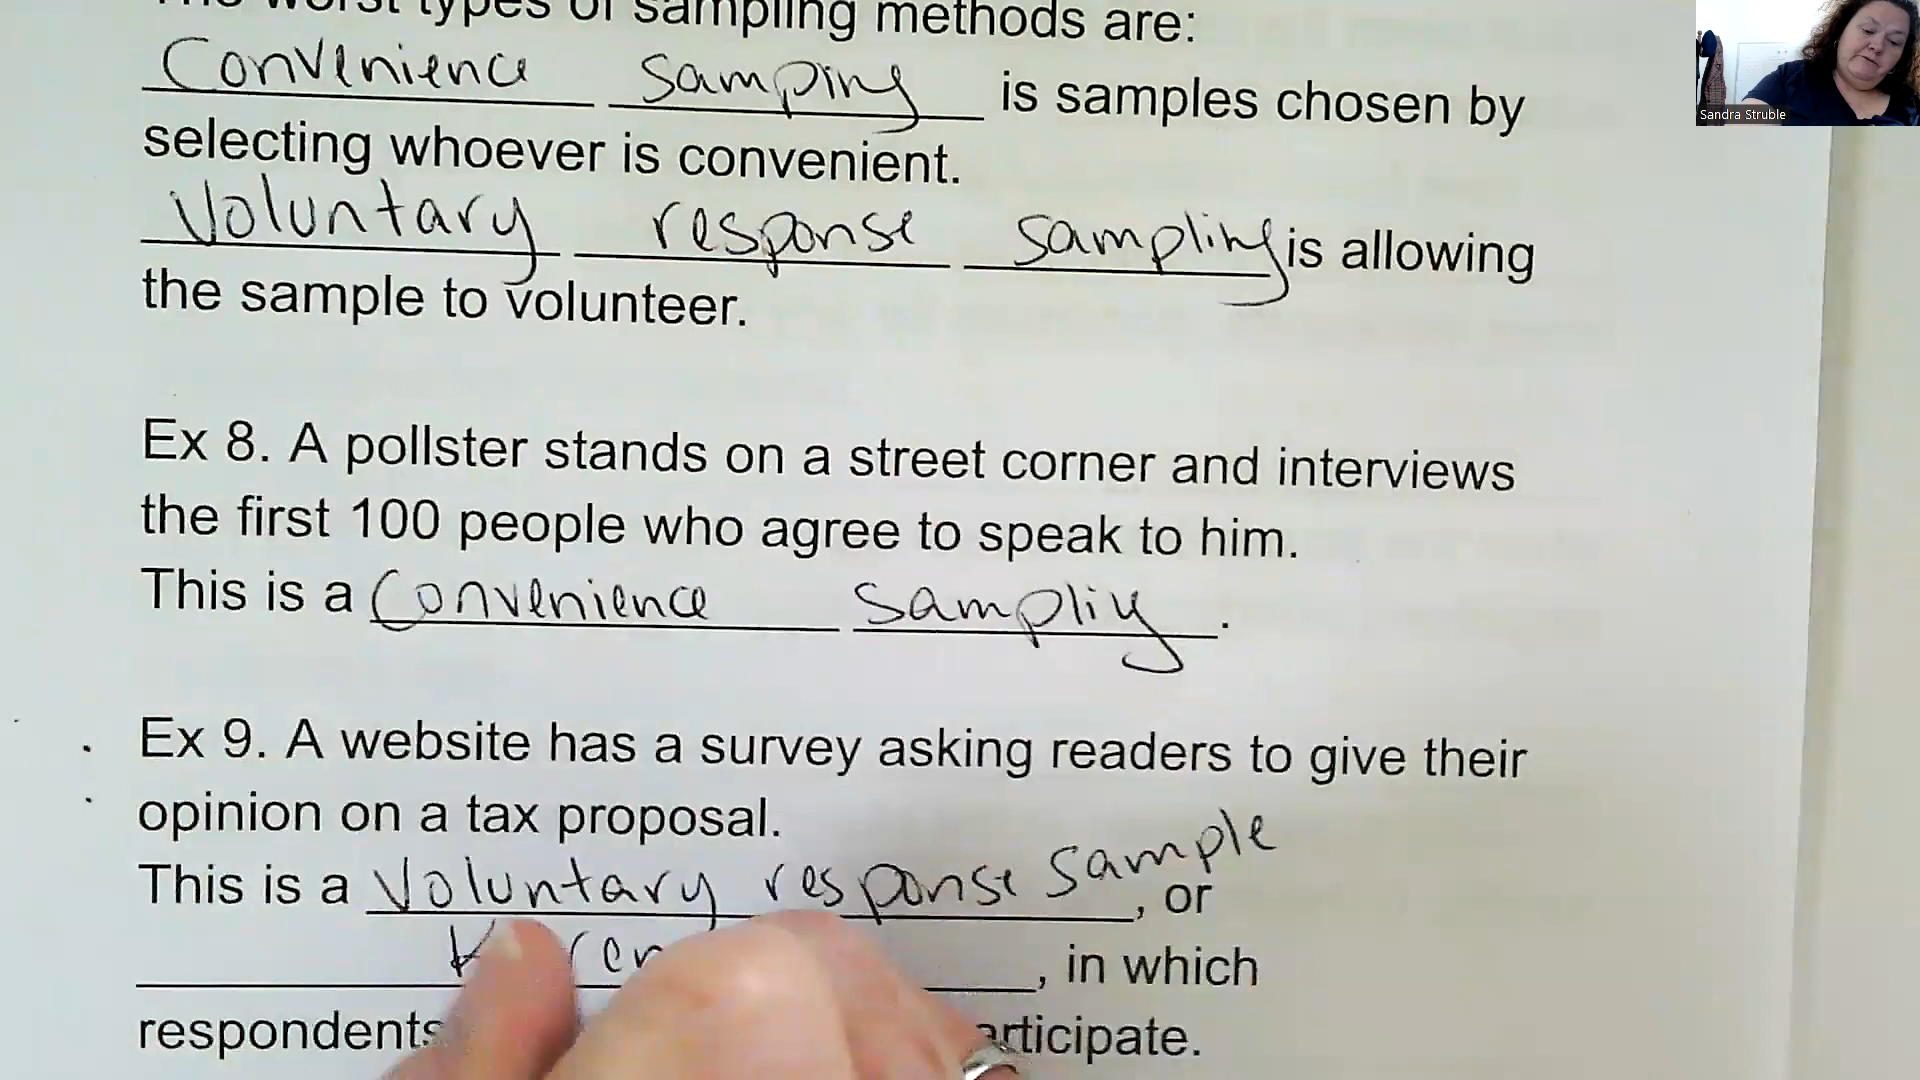 The worst types of sampling methods are:
Convenience samping is samples chosen by
selecting whoever is convenient.
Voluntary response sampling is allowing
the sample to volunteer.
Ex 8. A pollster stands on a street corner and interviews
the first 100 people who agree to speak to him.
This is a Convenience sampling.
Ex 9. A website has a survey asking readers to give their
opinion on a tax proposal.
This is a Voluntary response sample, or
, in which
respondents participate.
Sandra Struble